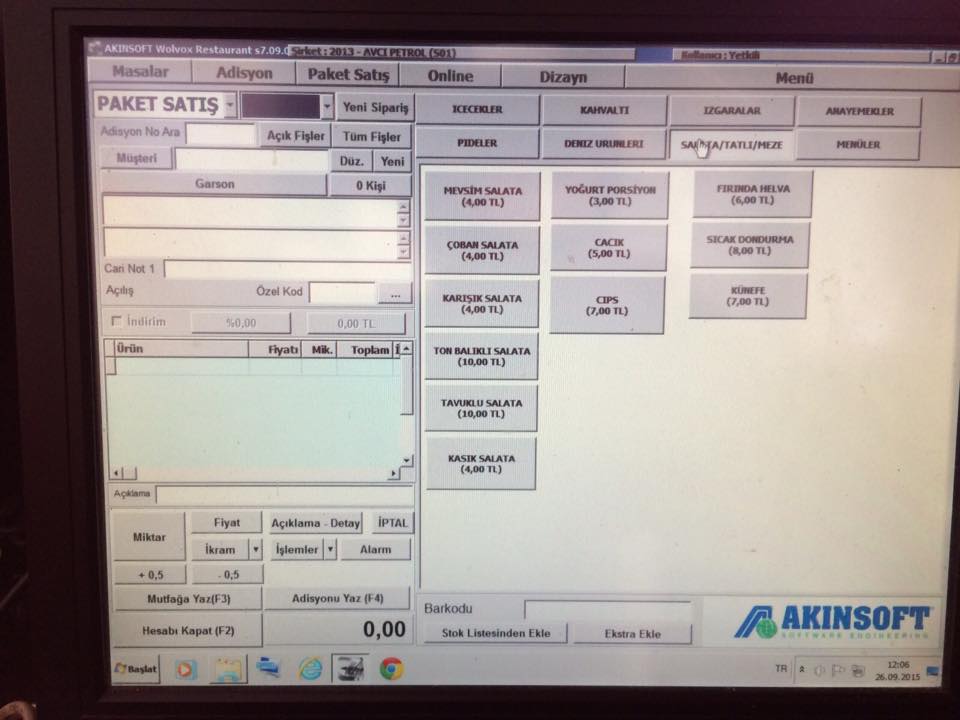 AKINSOFT Wolvox Restaurant s7.09.0
Şirket : 2013 - AVCI PETROL (S01)
Kullanıcı : Yetkili
Masalar Adisyon Paket Satış Online Dizayn Menü
PAKET SATIŞ Yeni Sipariş
Adisyon No Ara Açık Fişler Tüm Fişler
Müşteri Düz. Yeni
Garson 0 Kişi
Cari Not 1
Açılış Özel Kod ...
İndirim %0,00 0,00 TL
Ürün Fiyatı Mik. Toplam İ
Açıklama
Miktar Fiyat Açıklama - Detay İPTAL
İkram İşlemler Alarm
+ 0,5 - 0,5
Mutfağa Yaz(F3) Adisyonu Yaz (F4)
Hesabı Kapat (F2) 0,00
ICECEKLER KAHVALTI IZGARALAR ANAYEMEKLER
PIDELER DENIZ URUNLERI SALATA/TATLI/MEZE MENÜLER
MEVSİM SALATA
(4,00 TL)
YOĞURT PORSİYON
(3,00 TL)
FIRINDA HELVA
(6,00 TL)
ÇOBAN SALATA
(4,00 TL)
CACIK
(5,00 TL)
SICAK DONDURMA
(8,00 TL)
KARIŞIK SALATA
(4,00 TL)
CIPS
(7,00 TL)
KÜNEFE
(7,00 TL)
TON BALIKLI SALATA
(10,00 TL)
TAVUKLU SALATA
(10,00 TL)
KASIK SALATA
(4,00 TL)
Barkodu
Stok Listesinden Ekle Ekstra Ekle
AKINSOFT
SOFTWARE ENGINEERING
Başlat
TR
12:06
26.09.2015